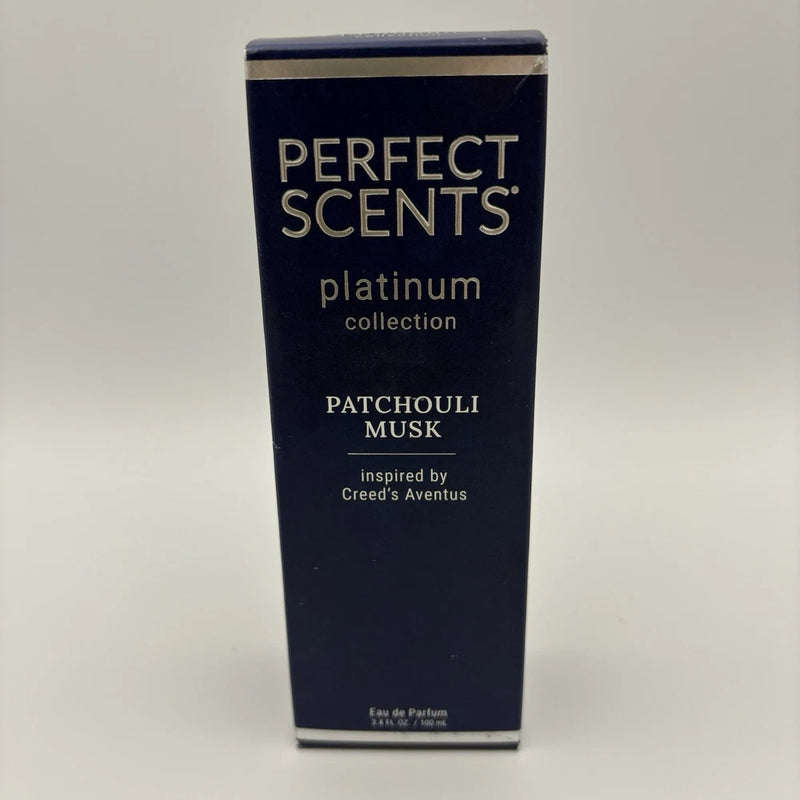 PERFECT
SCENTS®
platinum
collection
PATCHOULI
MUSK
inspired by
Creed's Aventus
Eau de Parfum
3.4 FL. OZ. / 100 mL